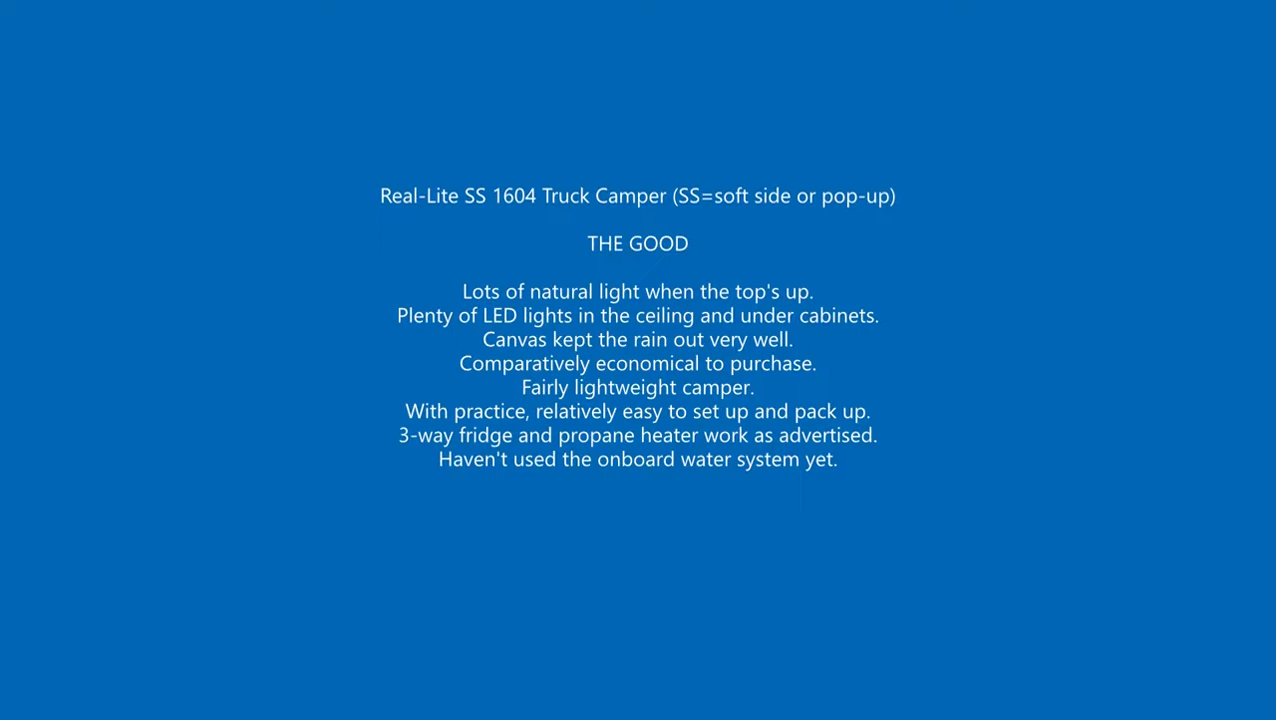 Real-Lite SS 1604 Truck Camper (SS=soft side or pop-up)
THE GOOD
Lots of natural light when the top's up.
Plenty of LED lights in the ceiling and under cabinets.
Canvas kept the rain out very well.
Comparatively economical to purchase.
Fairly lightweight camper.
With practice, relatively easy to set up and pack up.
3-way fridge and propane heater work as advertised.
Haven't used the onboard water system yet.